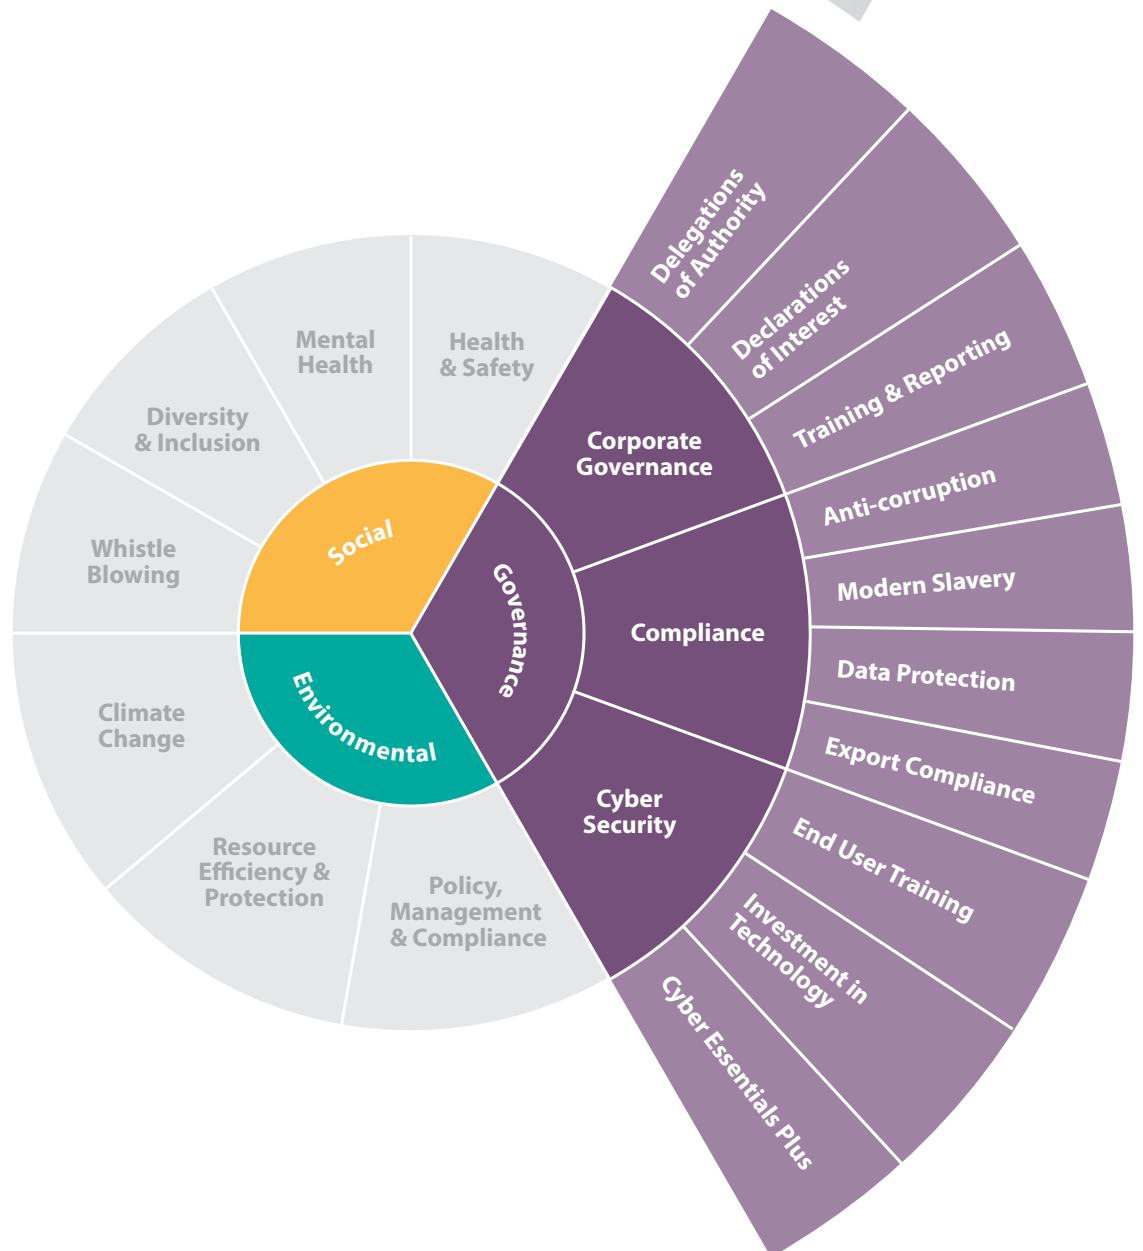 Social
Governance
Environmental
Mental
Health
Health
& Safety
Diversity
& Inclusion
Whistle
Blowing
Climate
Change
Resource
Efficiency &
Protection
Policy,
Management
& Compliance
Corporate
Governance
Compliance
Cyber
Security
Delegations
of Authority
Declarations
of Interest
Training & Reporting
Anti-corruption
Modern Slavery
Data Protection
Export Compliance
End User Training
Investment in
Technology
Cyber Essentials Plus